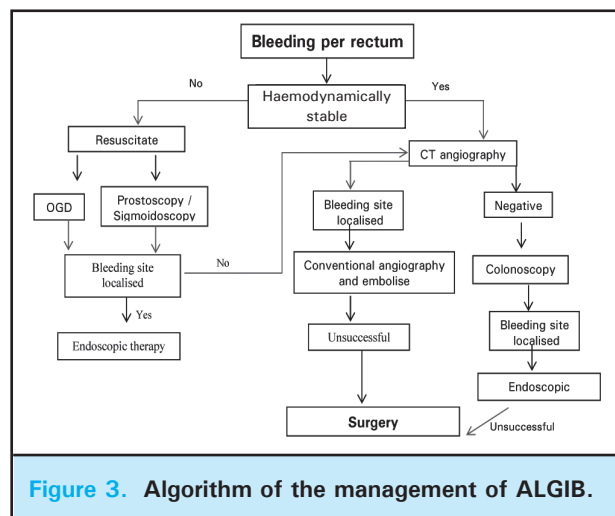 Bleeding per rectum
No
Haemodynamically
stable
Yes
Resuscitate
CT angiography
OGD
Prostoscopy /
Sigmoidoscopy
Bleeding site
localised
Negative
Bleeding site
localised
No
Conventional angiography
and embolise
Colonoscopy
Yes
Endoscopic therapy
Unsuccessful
Bleeding site
localised
Endoscopic
Surgery
Unsuccessful
Figure 3. Algorithm of the management of ALGIB.